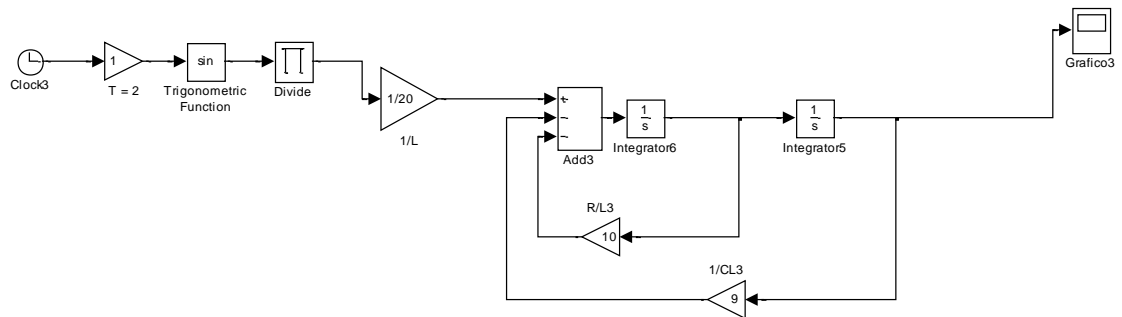 Clock3
1
T = 2
sin
Trigonometric
Function
Divide
1/20
1/L
+
−
−
Add3
1
s
Integrator6
1
s
Integrator5
Grafico3
R/L3
10
1/CL3
9